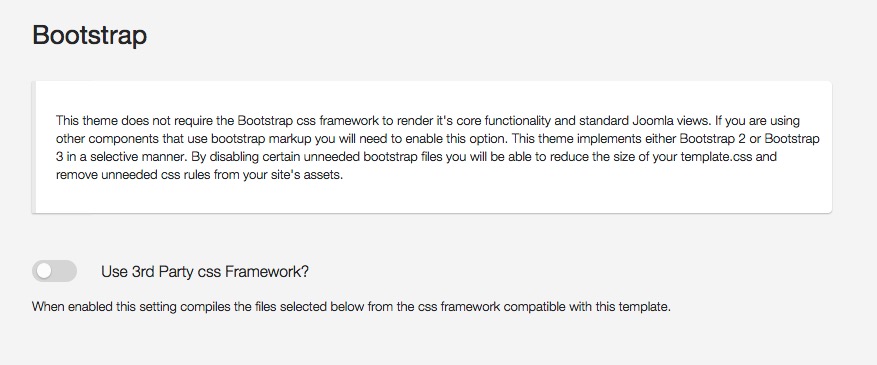 Bootstrap
This theme does not require the Bootstrap css framework to render it's core functionality and standard Joomla views. If you are using
other components that use bootstrap markup you will need to enable this option. This theme implements either Bootstrap 2 or Bootstrap
3 in a selective manner. By disabling certain unneeded bootstrap files you will be able to reduce the size of your template.css and
remove unneeded css rules from your site's assets.
Use 3rd Party css Framework?
When enabled this setting compiles the files selected below from the css framework compatible with this template.